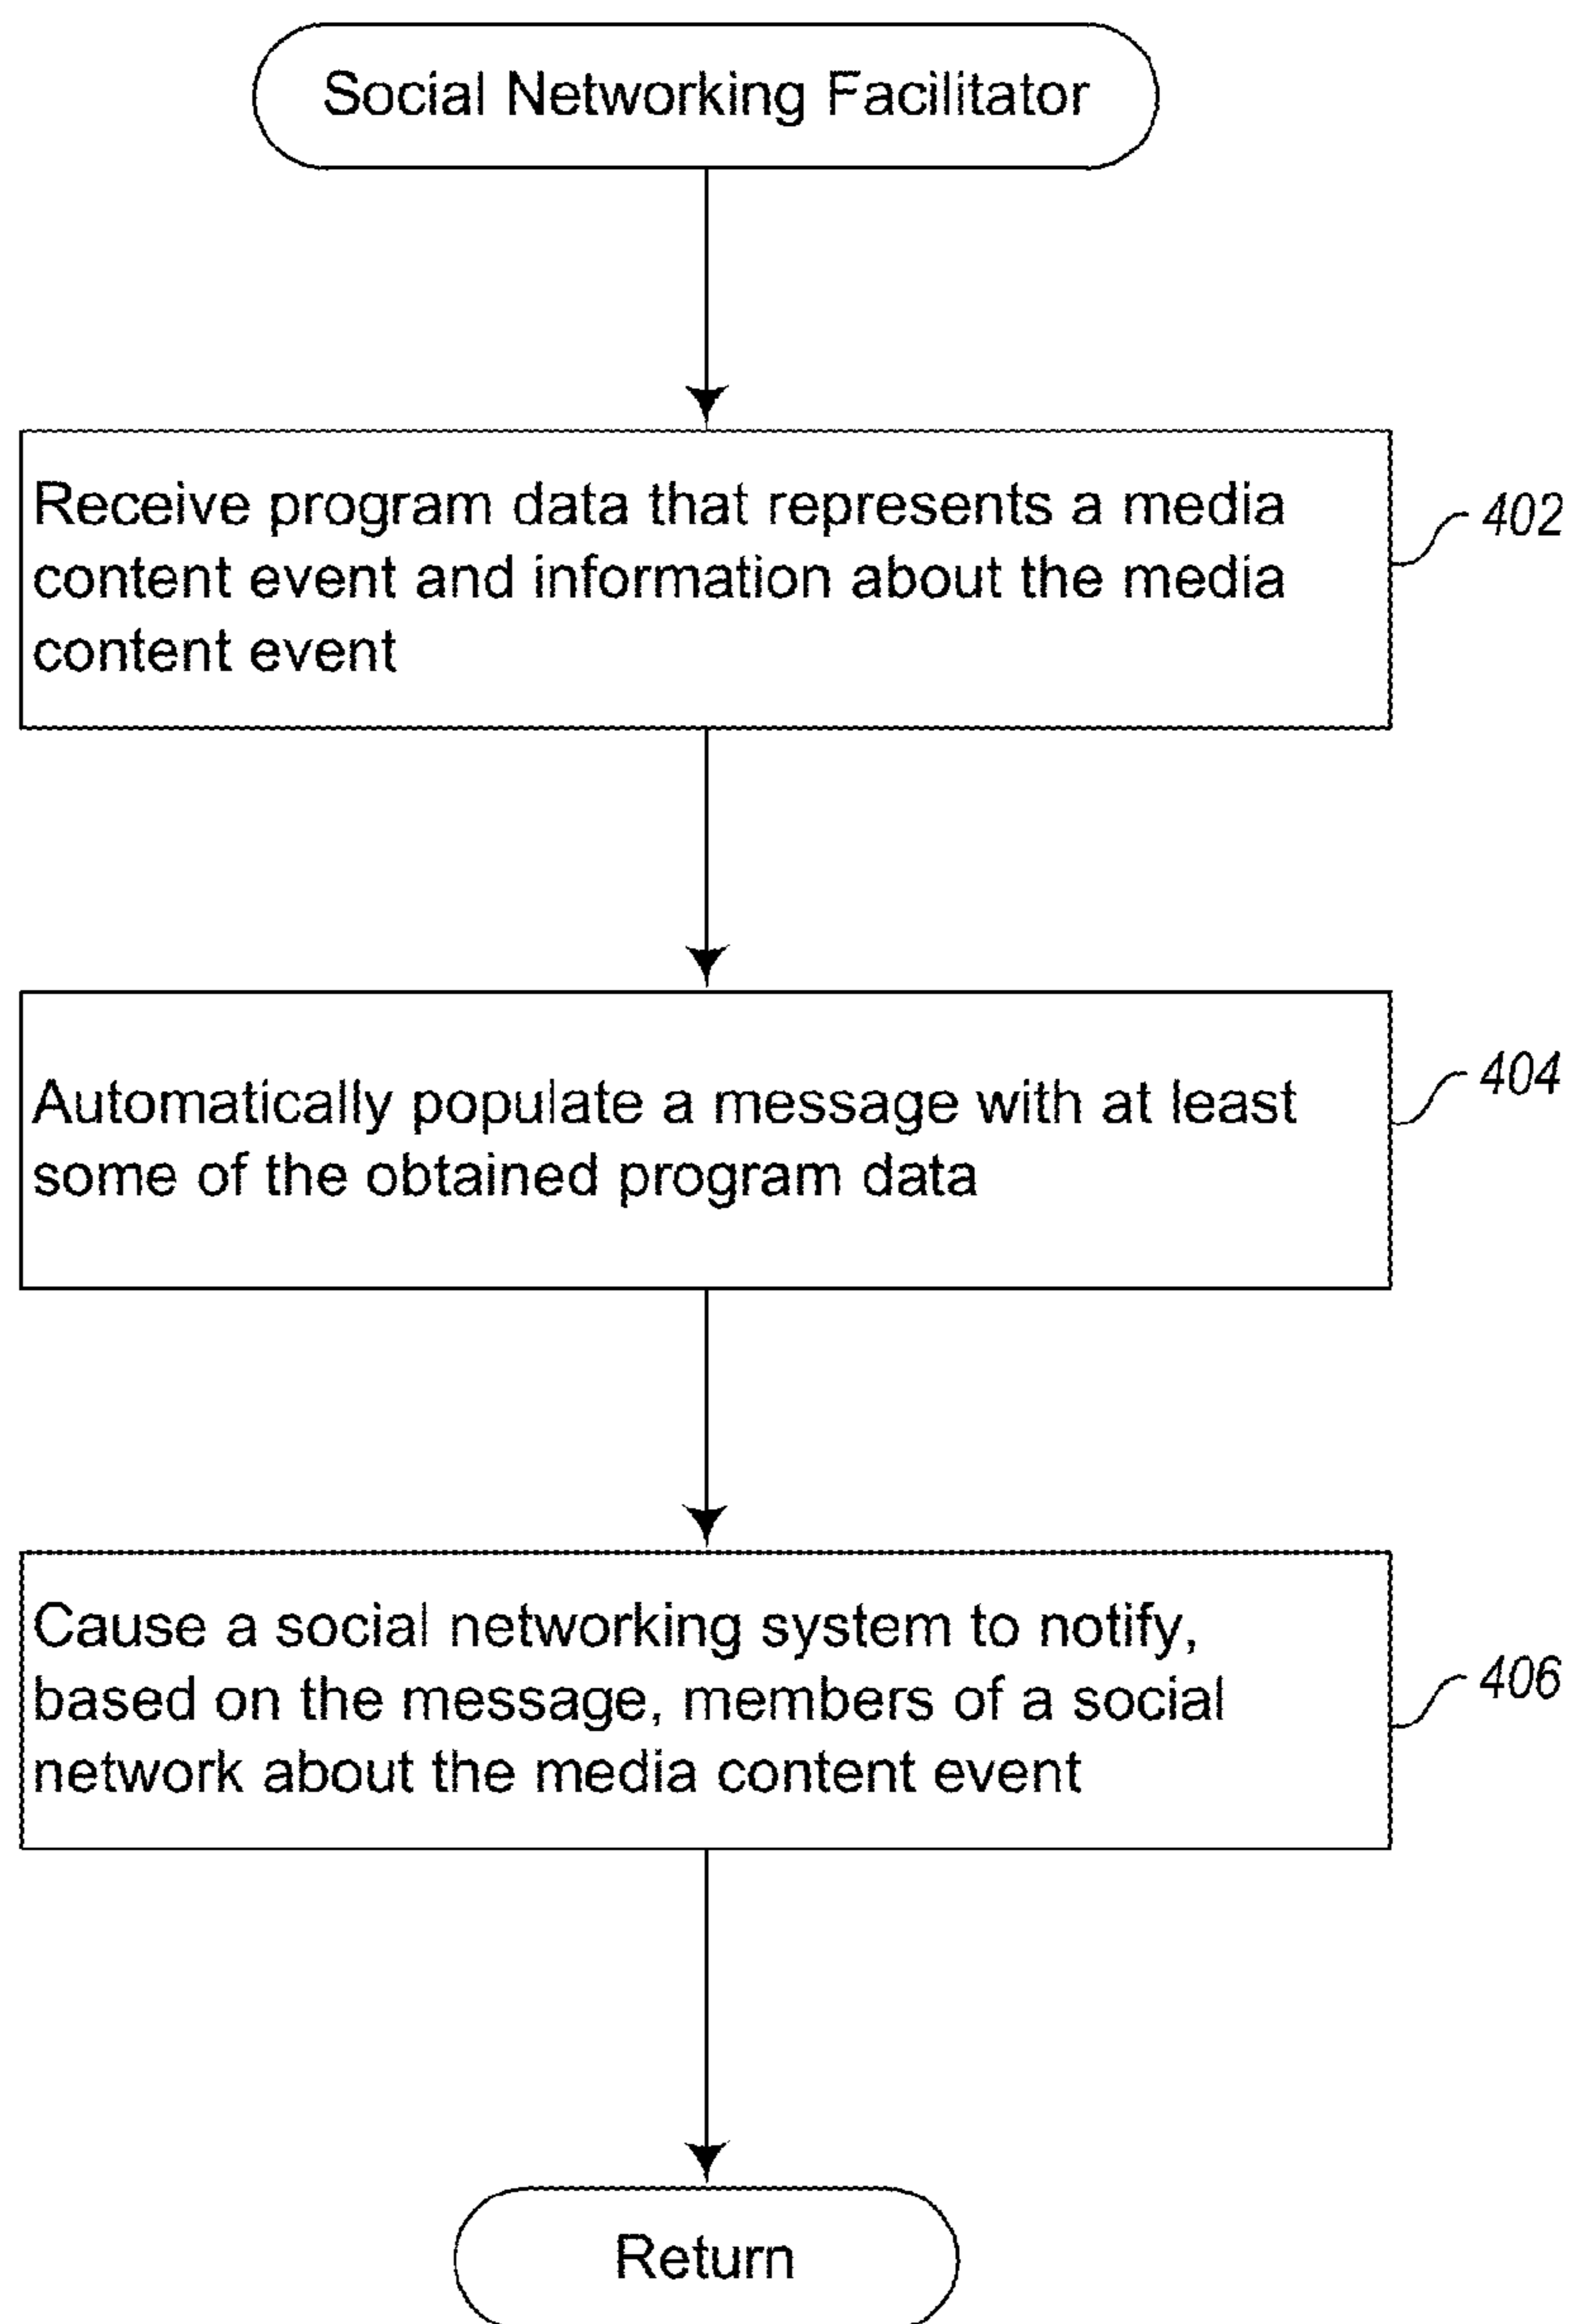 Social Networking Facilitator
Receive program data that represents a media
content event and information about the media
content event
402
Automatically populate a message with at least
some of the obtained program data
404
Cause a social networking system to notify,
based on the message, members of a social
network about the media content event
406
Return